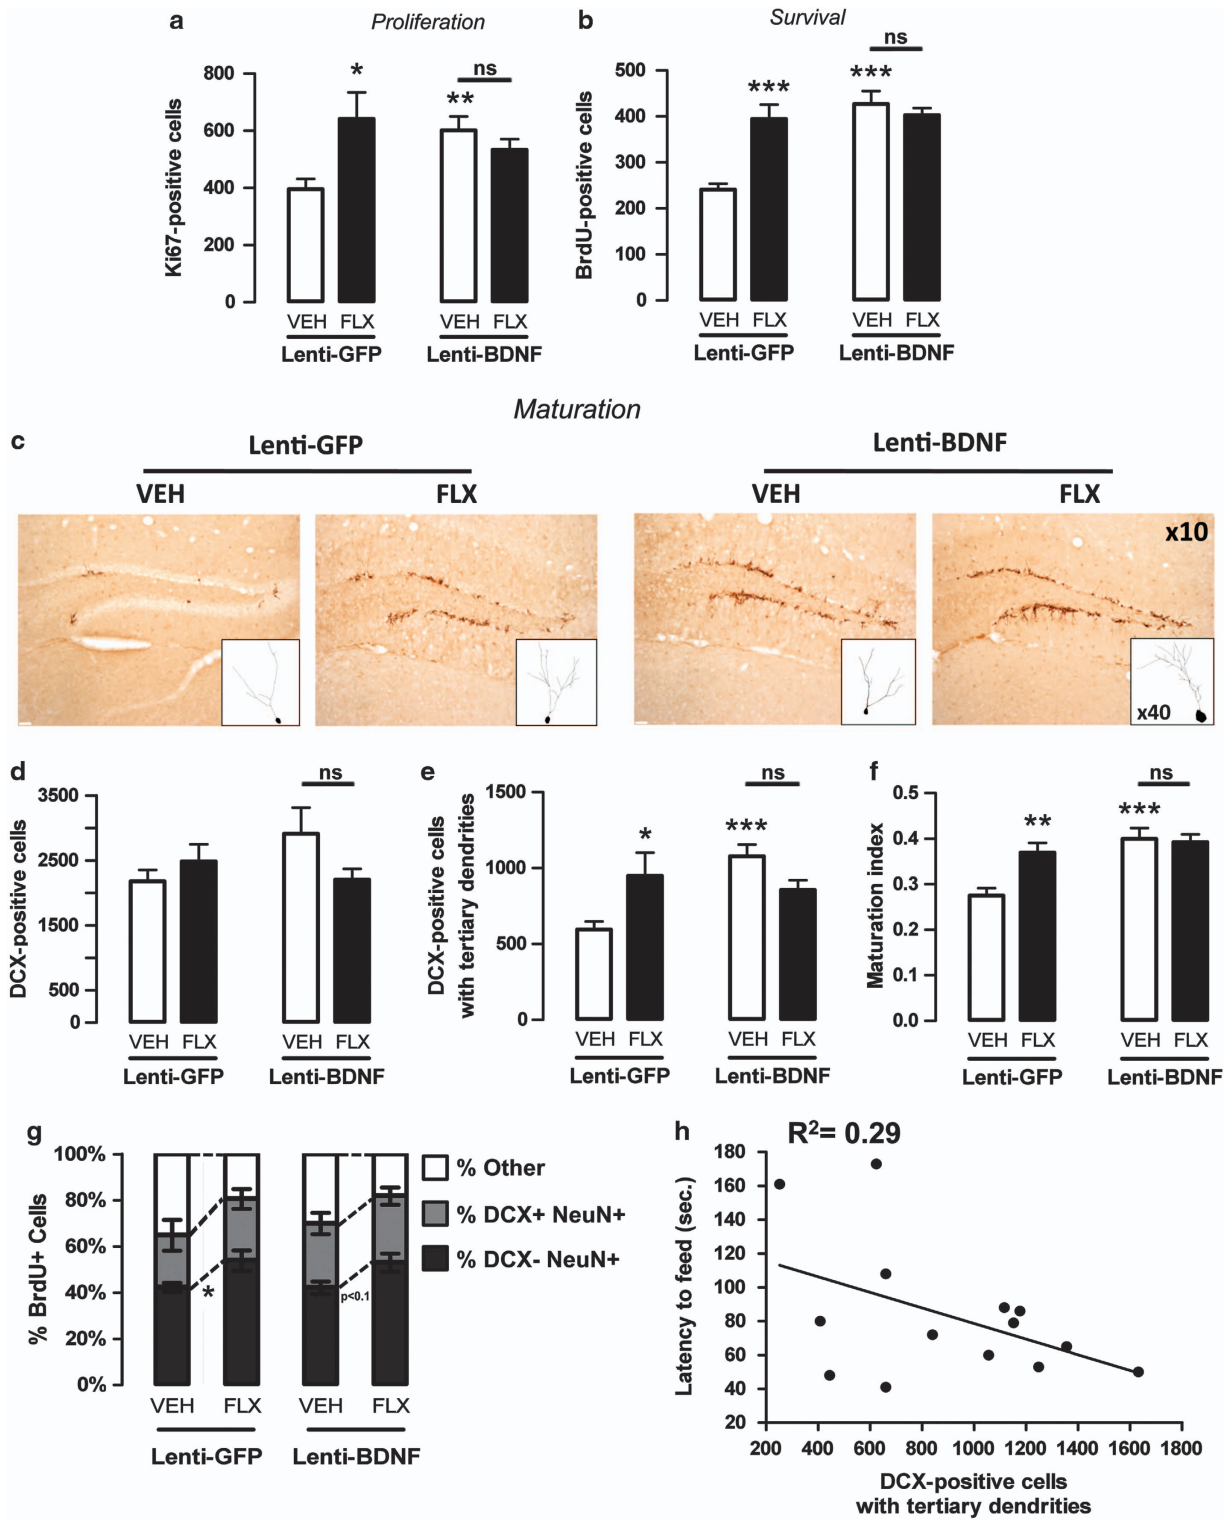 a
Proliferation
Ki67-positive cells
800
600
400
200
0
*
**
ns
VEH FLX VEH FLX
Lenti-GFP Lenti-BDNF
b
Survival
BrdU-positive cells
500
400
300
200
100
0
***
***
ns
VEH FLX VEH FLX
Lenti-GFP Lenti-BDNF
Maturation
c
Lenti-GFP Lenti-BDNF
VEH FLX VEH FLX
x10
x40
d
DCX-positive cells
3500
2500
1500
500
0
ns
VEH FLX VEH FLX
Lenti-GFP Lenti-BDNF
e
DCX-positive cells
with tertiary dendrities
1500
1000
500
0
*
***
ns
VEH FLX VEH FLX
Lenti-GFP Lenti-BDNF
f
Maturation index
0.5
0.4
0.3
0.2
0.1
0.0
**
***
ns
VEH FLX VEH FLX
Lenti-GFP Lenti-BDNF
g
% BrdU+ Cells
100%
80%
60%
40%
20%
0%
*
p<0.1
VEH FLX VEH FLX
Lenti-GFP Lenti-BDNF
% Other
% DCX+ NeuN+
% DCX- NeuN+
h
R²= 0.29
Latency to feed (sec.)
180
160
140
120
100
80
60
40
20
200 400 600 800 1000 1200 1400 1600 1800
DCX-positive cells
with tertiary dendrities